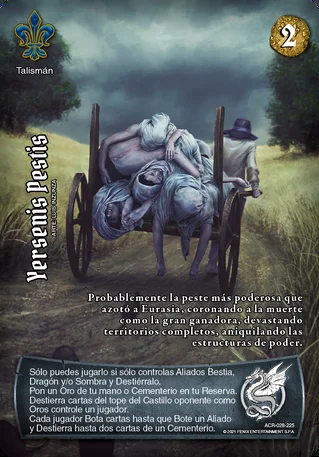 2
Talismán
Yersenis Pestis
Probablemente la peste más poderosa que
azotó a Eurasia, coronando a la muerte
como la gran ganadora, devastando
territorios completos, aniquilando las
estructuras de poder.
Sólo puedes jugarlo si sólo controlas Aliados Bestia,
Dragón y/o Sombra y Destiérralo.
Pon un Oro de tu mano o Cementerio en tu Reserva.
Destierra cartas del tope del Castillo oponente como
Oros controle un jugador.
Cada jugador Bota cartas hasta que Bote un Aliado
y Destierra hasta dos cartas de un Cementerio.
ACR-028-225
© 2021 FENIX ENTERTAINMENT S.P.A.